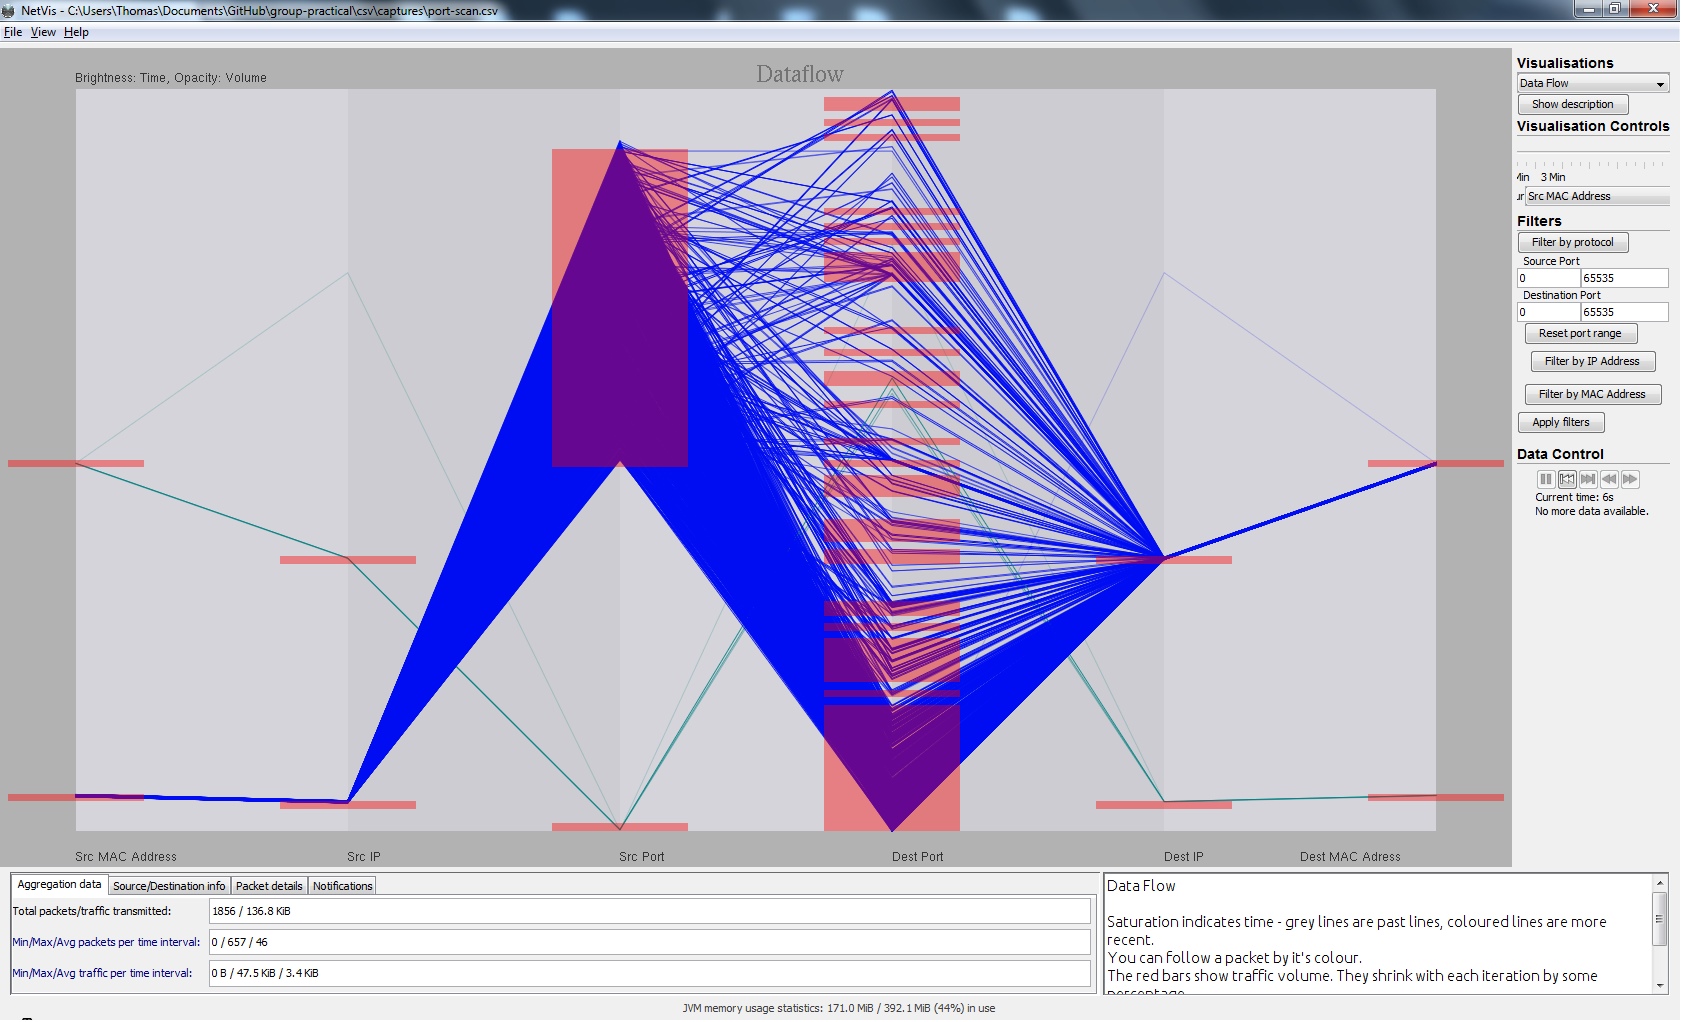 NetVis - C:\Users\Thomas\Documents\GitHub\group-practical\csv\captures\port-scan.csv
File View Help
Brightness: Time, Opacity: Volume
Dataflow
Src MAC Address
Src IP
Src Port
Dest Port
Dest IP
Dest MAC Adress
Visualisations
Data Flow
Show description
Visualisation Controls
3 Min
Src MAC Address
Filters
Filter by protocol
Source Port
0 65535
Destination Port
0 65535
Reset port range
Filter by IP Address
Filter by MAC Address
Apply filters
Data Control
Current time: 6s
No more data available.
Aggregation data Source/Destination info Packet details Notifications
Total packets/traffic transmitted: 1856 / 136.8 KiB
Min/Max/Avg packets per time interval: 0 / 657 / 46
Min/Max/Avg traffic per time interval: 0 B / 47.5 KiB / 3.4 KiB
Data Flow
Saturation indicates time - grey lines are past lines, coloured lines are more
recent.
You can follow a packet by it's colour.
The red bars show traffic volume. They shrink with each iteration by some
percentage
JVM memory usage statistics: 171.0 MiB / 392.1 MiB (44%) in use